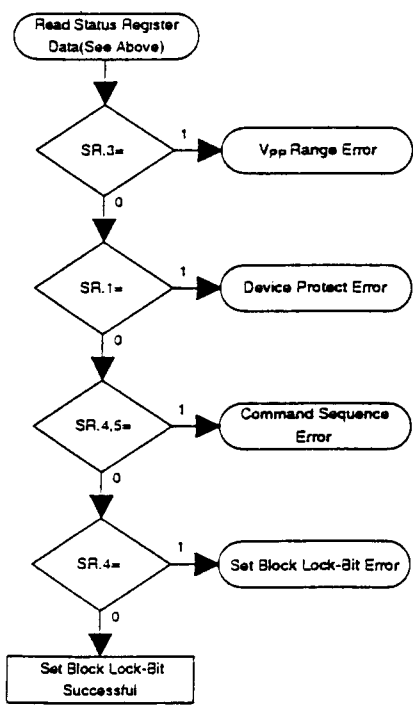 Read Status Register
Data(See Above)
SR.3=
1
VPP Range Error
0
SR.1=
1
Device Protect Error
0
SR.4,5=
1
Command Sequence
Error
0
SR.4=
1
Set Block Lock-Bit Error
0
Set Block Lock-Bit
Successful